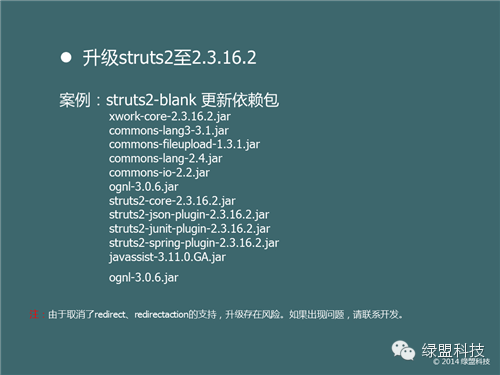 ● 升级struts2至2.3.16.2
案例：struts2-blank 更新依赖包
xwork-core-2.3.16.2.jar
commons-lang3-3.1.jar
commons-fileupload-1.3.1.jar
commons-lang-2.4.jar
commons-io-2.2.jar
ognl-3.0.6.jar
struts2-core-2.3.16.2.jar
struts2-json-plugin-2.3.16.2.jar
struts2-junit-plugin-2.3.16.2.jar
struts2-spring-plugin-2.3.16.2.jar
javassist-3.11.0.GA.jar
ognl-3.0.6.jar
注 由于取消了redirect、redirectaction的支持，升级存在风险。如果出现问题，请联系开发。
绿盟科技
© 2014 绿盟科技